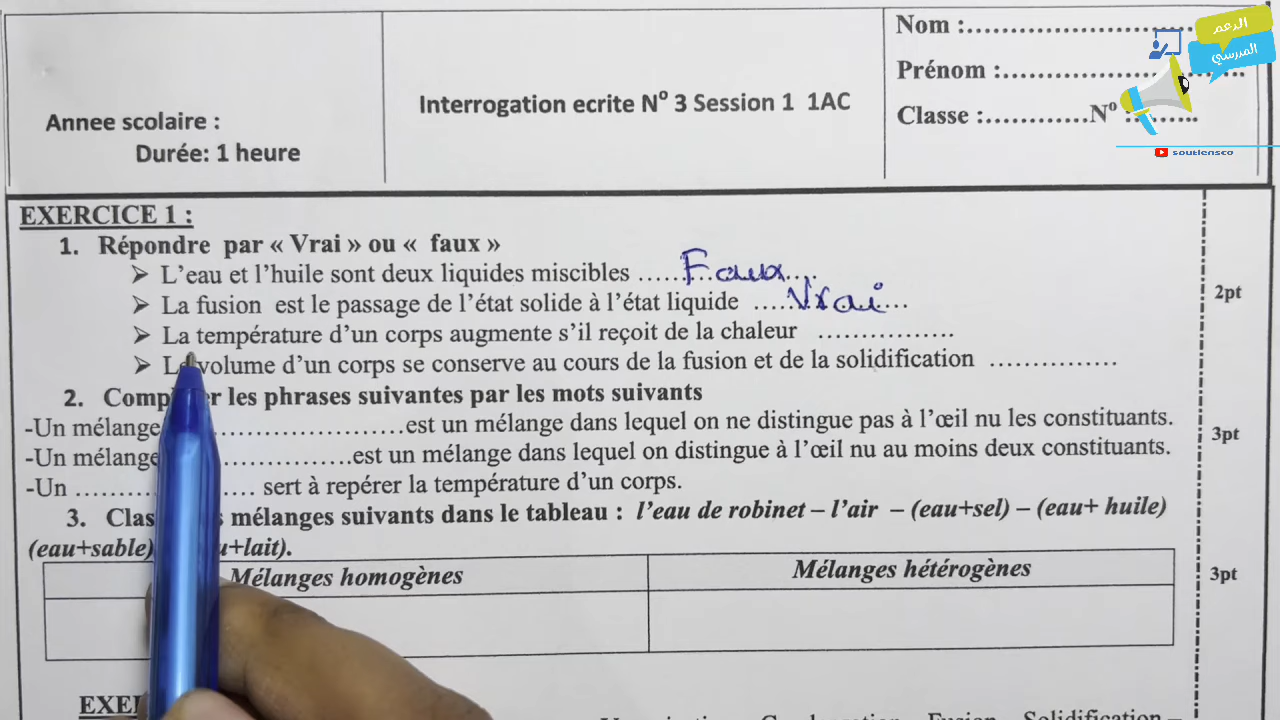 Annee scolaire :
Durée: 1 heure
Interrogation ecrite N° 3 Session 1 1AC
Nom :..............................
Prénom :..............................
Classe :............N° :........
الدعم
المدرسي
soutiensco
EXERCICE 1 :
1. Répondre par « Vrai » ou « faux »
➢ L'eau et l'huile sont deux liquides miscibles ...... Faux ....
➢ La fusion est le passage de l'état solide à l'état liquide ..... Vrai ...
2pt
➢ La température d'un corps augmente s'il reçoit de la chaleur ................
➢ Le volume d'un corps se conserve au cours de la fusion et de la solidification ...............
2. les phrases suivantes par les mots suivants
-Un mélange ........................est un mélange dans lequel on ne distingue pas à l'œil nu les constituants.
3pt
-Un mélange .................est un mélange dans lequel on distingue à l'œil nu au moins deux constituants.
-Un ..................... sert à repérer la température d'un corps.
3. mélanges suivants dans le tableau : l'eau de robinet – l'air – (eau+sel) – (eau+ huile)
(eau+sable) +lait).
Mélanges homogènes
Mélanges hétérogènes
3pt
Fusion Solidification –